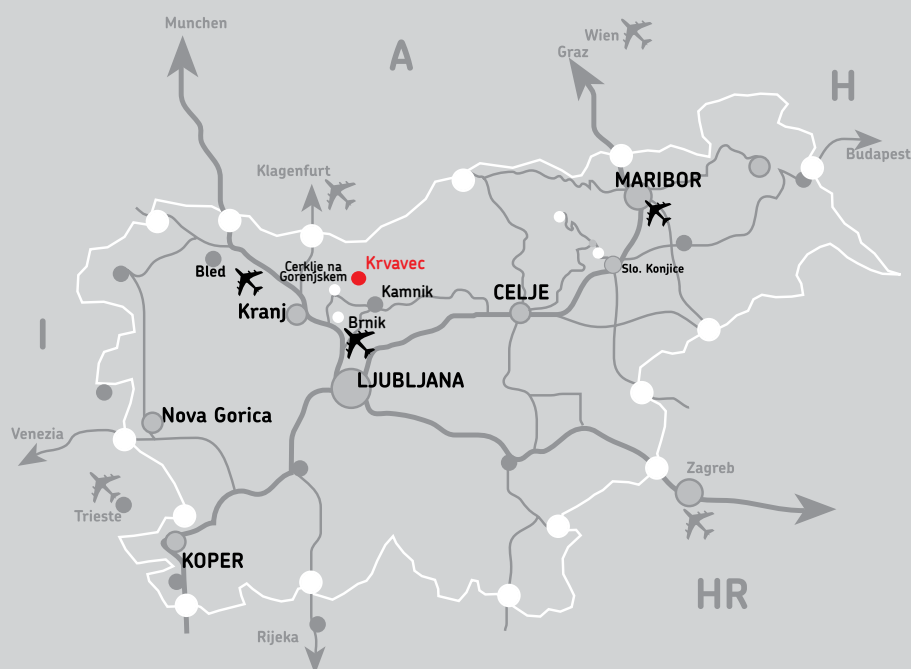 Munchen
A
Wien
Graz
H
Budapest
Klagenfurt
MARIBOR
Bled
Cerklje na
Gorenjskem
Krvavec
Slo. Konjice
Kamnik
CELJE
Kranj
Brnik
I
LJUBLJANA
Nova Gorica
Venezia
Zagreb
Trieste
KOPER
HR
Rijeka